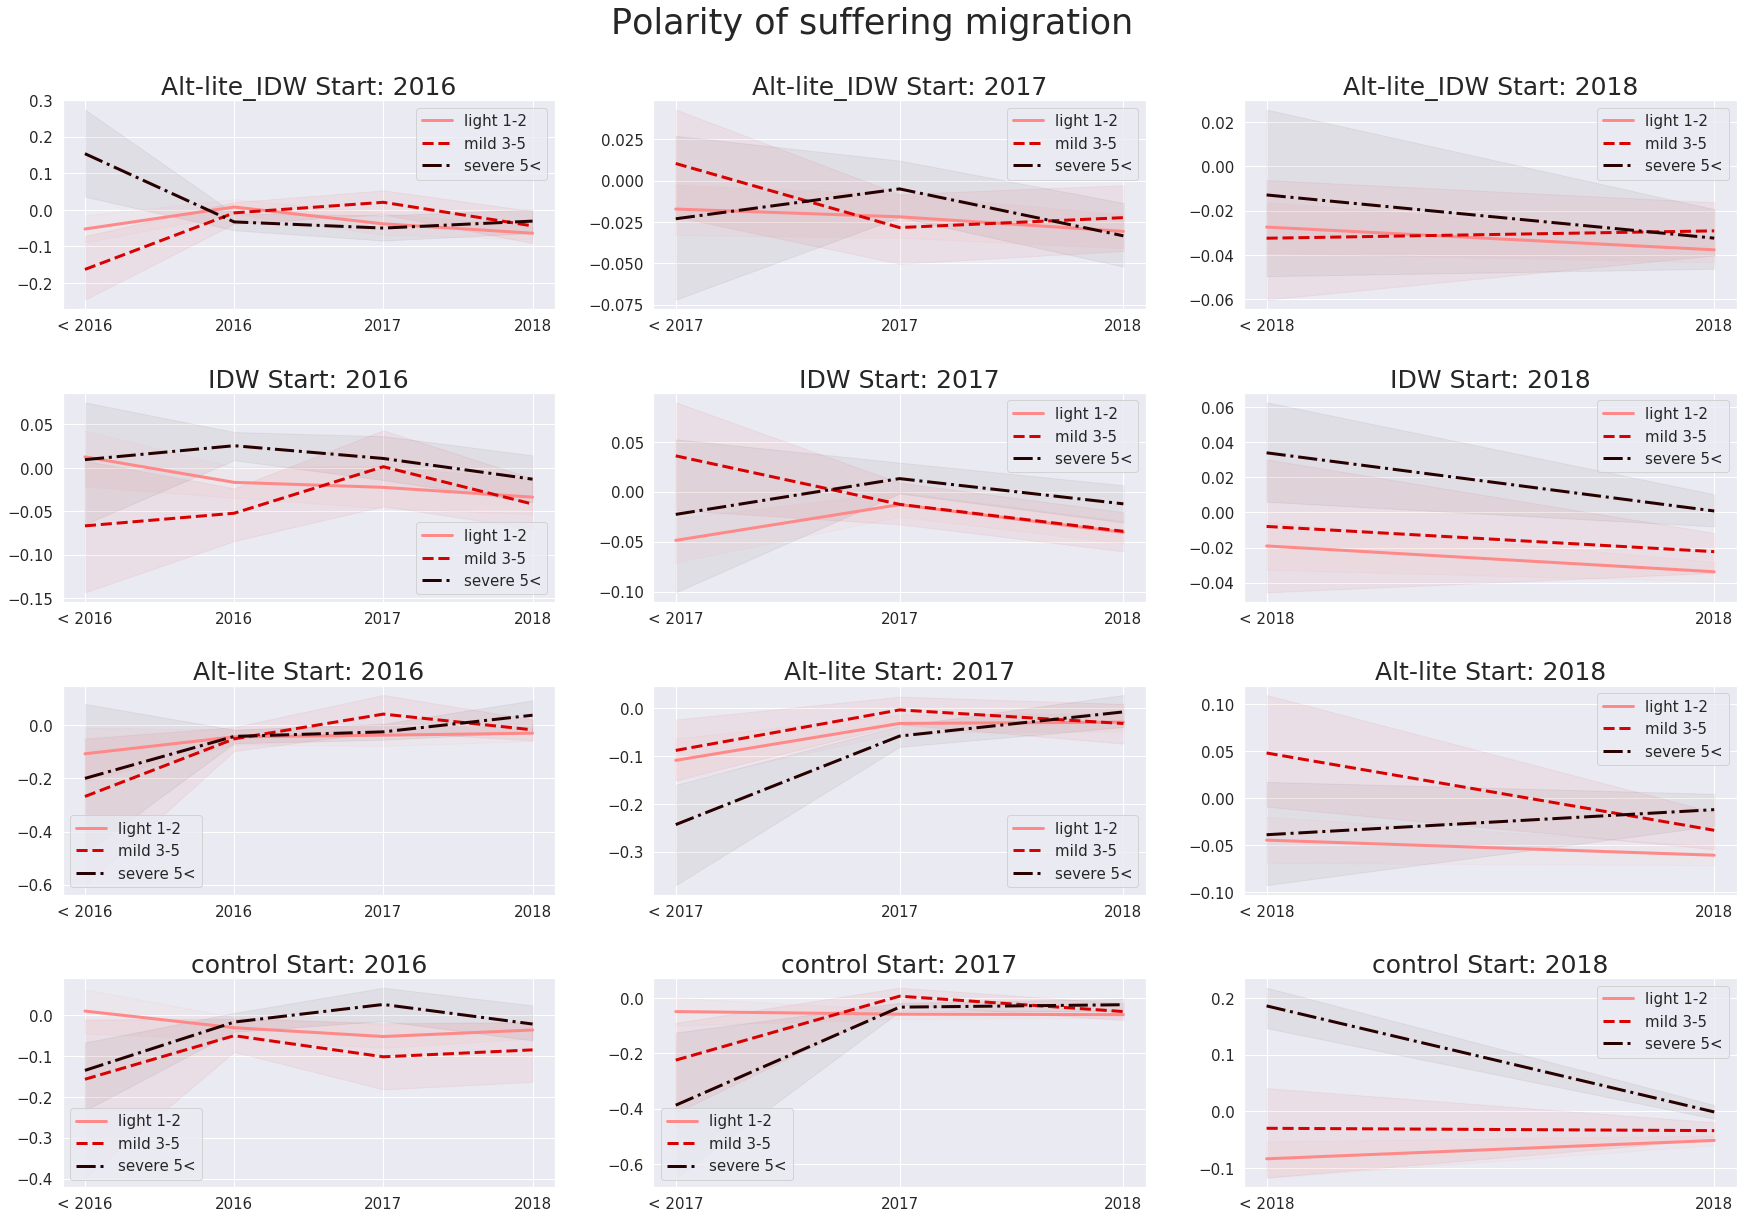 Polarity of suffering migration
Alt-lite_IDW Start: 2016
0.3
0.2
0.1
0.0
−0.1
−0.2
< 2016
2016
2017
2018
light 1-2
mild 3-5
severe 5<
Alt-lite_IDW Start: 2017
0.025
0.000
−0.025
−0.050
−0.075
< 2017
2017
2018
light 1-2
mild 3-5
severe 5<
Alt-lite_IDW Start: 2018
0.02
0.00
−0.02
−0.04
−0.06
< 2018
2018
light 1-2
mild 3-5
severe 5<
IDW Start: 2016
0.05
0.00
−0.05
−0.10
−0.15
< 2016
2016
2017
2018
light 1-2
mild 3-5
severe 5<
IDW Start: 2017
0.05
0.00
−0.05
−0.10
< 2017
2017
2018
light 1-2
mild 3-5
severe 5<
IDW Start: 2018
0.06
0.04
0.02
0.00
−0.02
−0.04
< 2018
2018
light 1-2
mild 3-5
severe 5<
Alt-lite Start: 2016
0.0
−0.2
−0.4
−0.6
< 2016
2016
2017
2018
light 1-2
mild 3-5
severe 5<
Alt-lite Start: 2017
0.0
−0.1
−0.2
−0.3
< 2017
2017
2018
light 1-2
mild 3-5
severe 5<
Alt-lite Start: 2018
0.10
0.05
0.00
−0.05
−0.10
< 2018
2018
light 1-2
mild 3-5
severe 5<
control Start: 2016
0.0
−0.1
−0.2
−0.3
−0.4
< 2016
2016
2017
2018
light 1-2
mild 3-5
severe 5<
control Start: 2017
0.0
−0.2
−0.4
−0.6
< 2017
2017
2018
light 1-2
mild 3-5
severe 5<
control Start: 2018
0.2
0.1
0.0
−0.1
< 2018
2018
light 1-2
mild 3-5
severe 5<